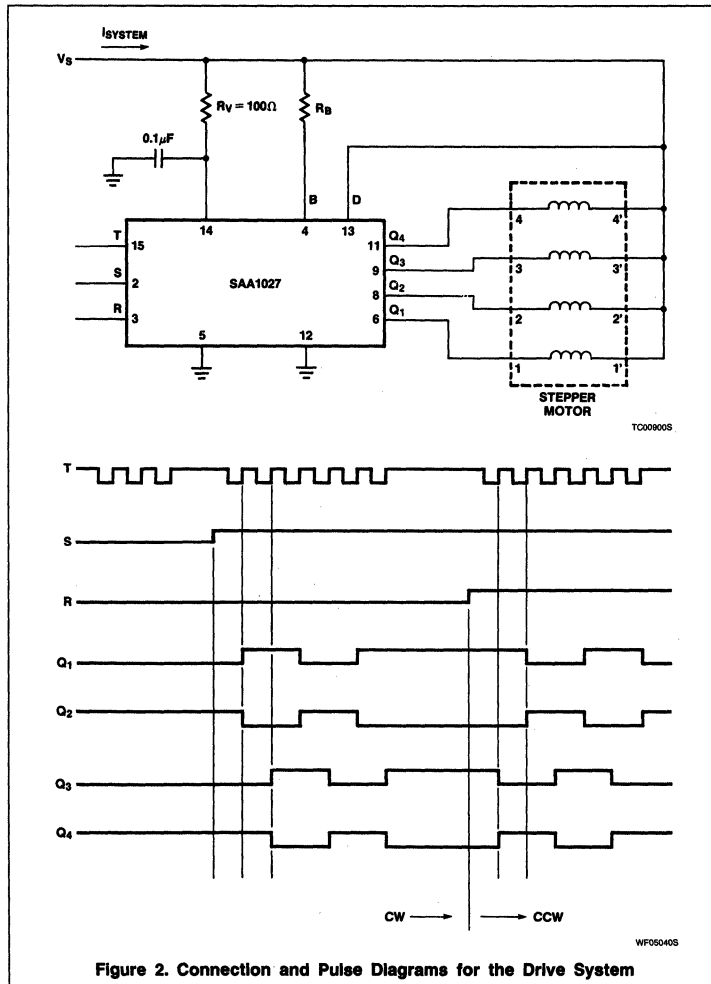 ISYSTEM
VS
RV = 100Ω
RB
0.1μF
B
D
14
4
13
T
15
S
2
R
3
SAA1027
5
12
11
Q4
9
Q3
8
Q2
6
Q1
4
4'
3
3'
2
2'
1
1'
STEPPER
MOTOR
TC00900S
T
S
R
Q1
Q2
Q3
Q4
CW
CCW
WF05040S
Figure 2. Connection and Pulse Diagrams for the Drive System